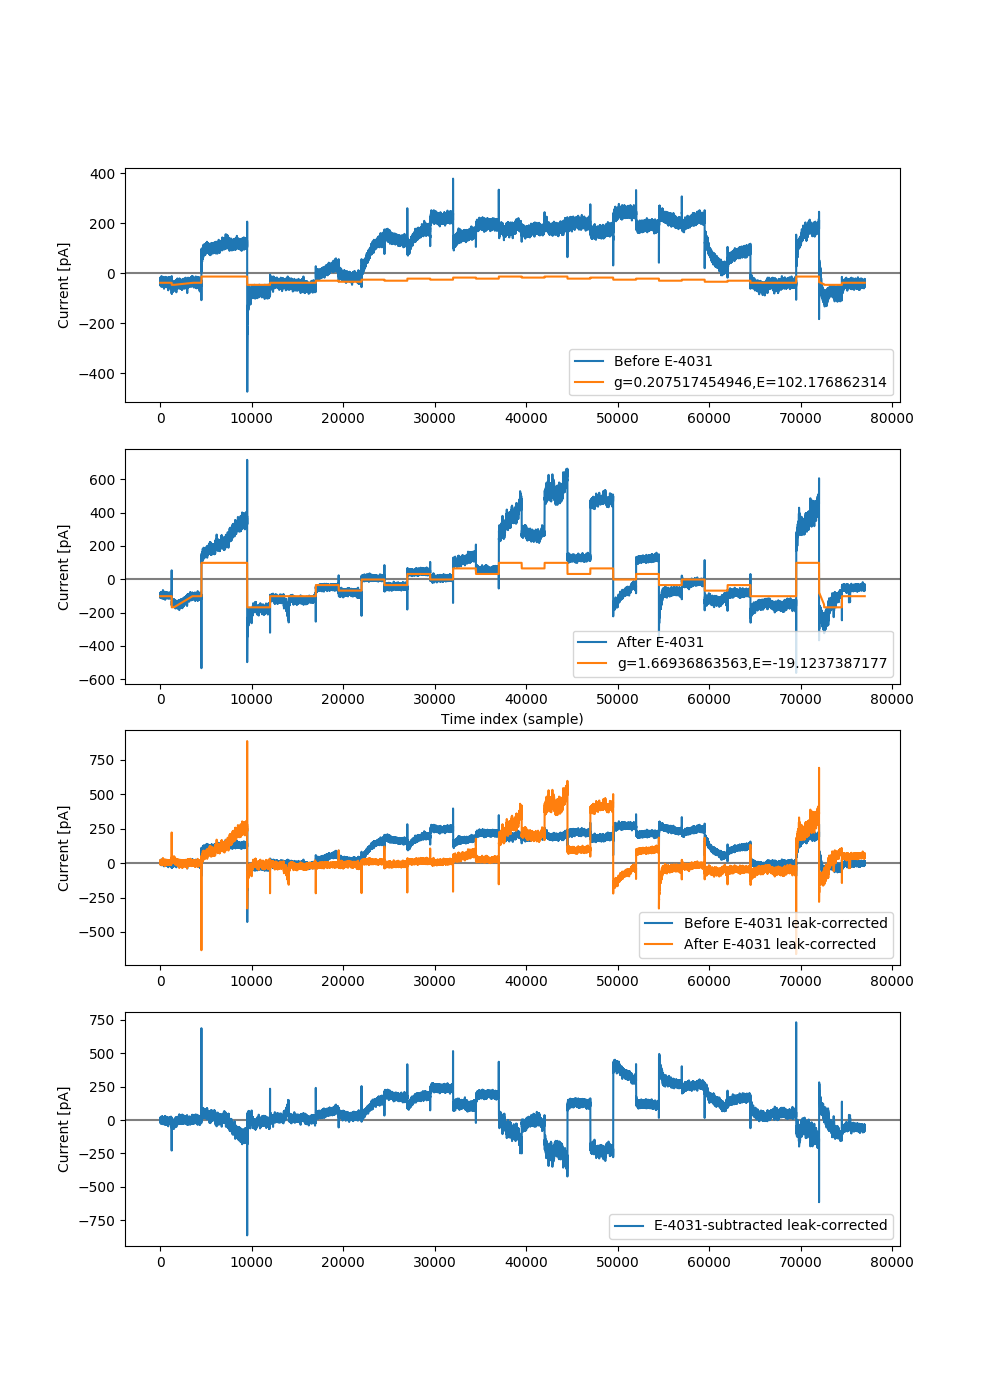 400
200
0
−200
−400
Current [pA]
Before E-4031
g=0.207517454946,E=102.176862314
0 10000 20000 30000 40000 50000 60000 70000 80000
600
400
200
0
−200
−400
−600
Current [pA]
After E-4031
g=1.66936863563,E=-19.1237387177
0 10000 20000 30000 40000 50000 60000 70000 80000
Time index (sample)
750
500
250
0
−250
−500
Current [pA]
Before E-4031 leak-corrected
After E-4031 leak-corrected
0 10000 20000 30000 40000 50000 60000 70000 80000
750
500
250
0
−250
−500
−750
Current [pA]
E-4031-subtracted leak-corrected
0 10000 20000 30000 40000 50000 60000 70000 80000